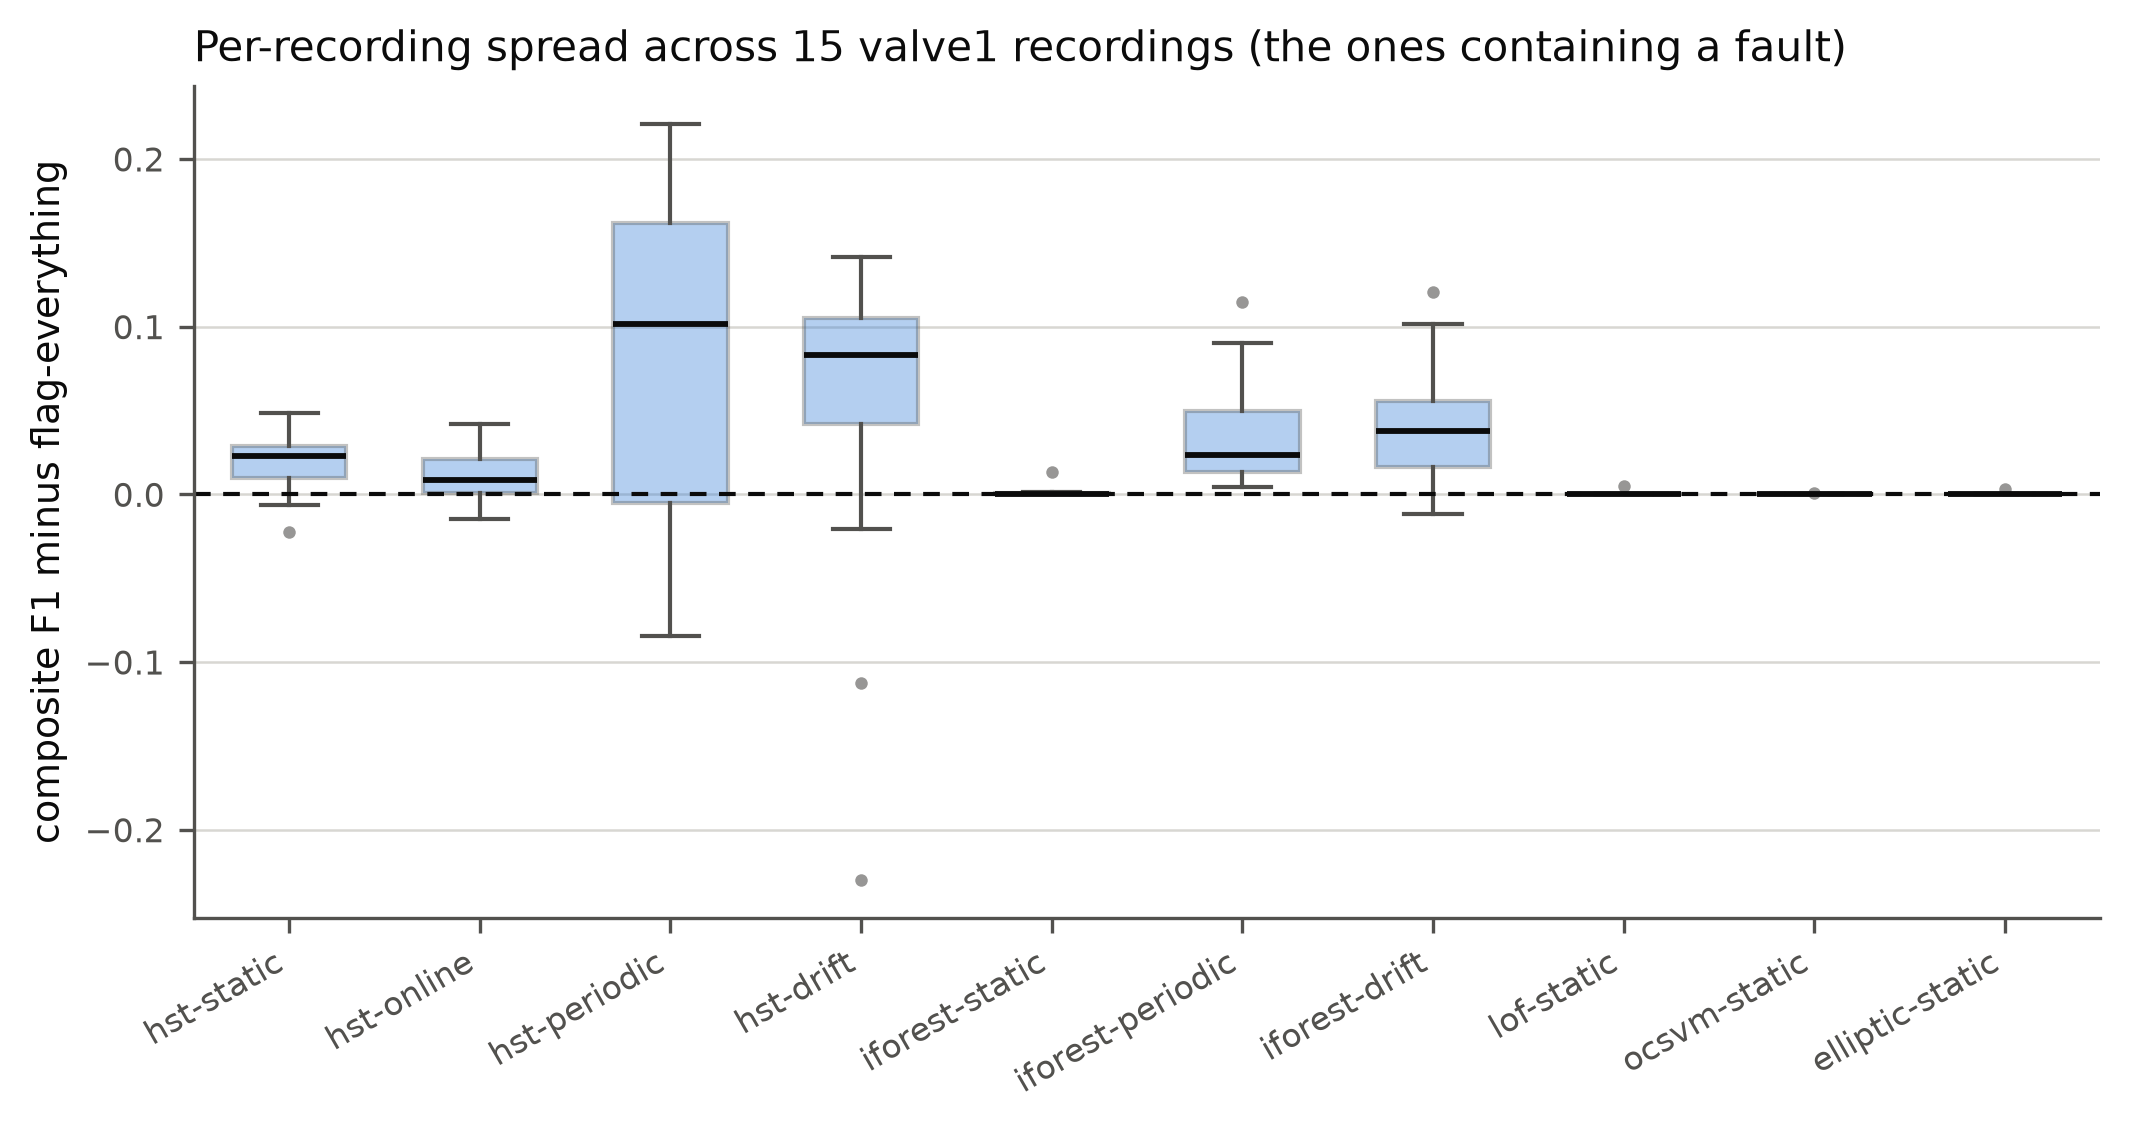 Per-recording spread across 15 valve1 recordings (the ones containing a fault)
composite F1 minus flag-everything
0.2
0.1
0.0
−0.1
−0.2
hst-static
hst-online
hst-periodic
hst-drift
iforest-static
iforest-periodic
iforest-drift
lof-static
ocsvm-static
elliptic-static